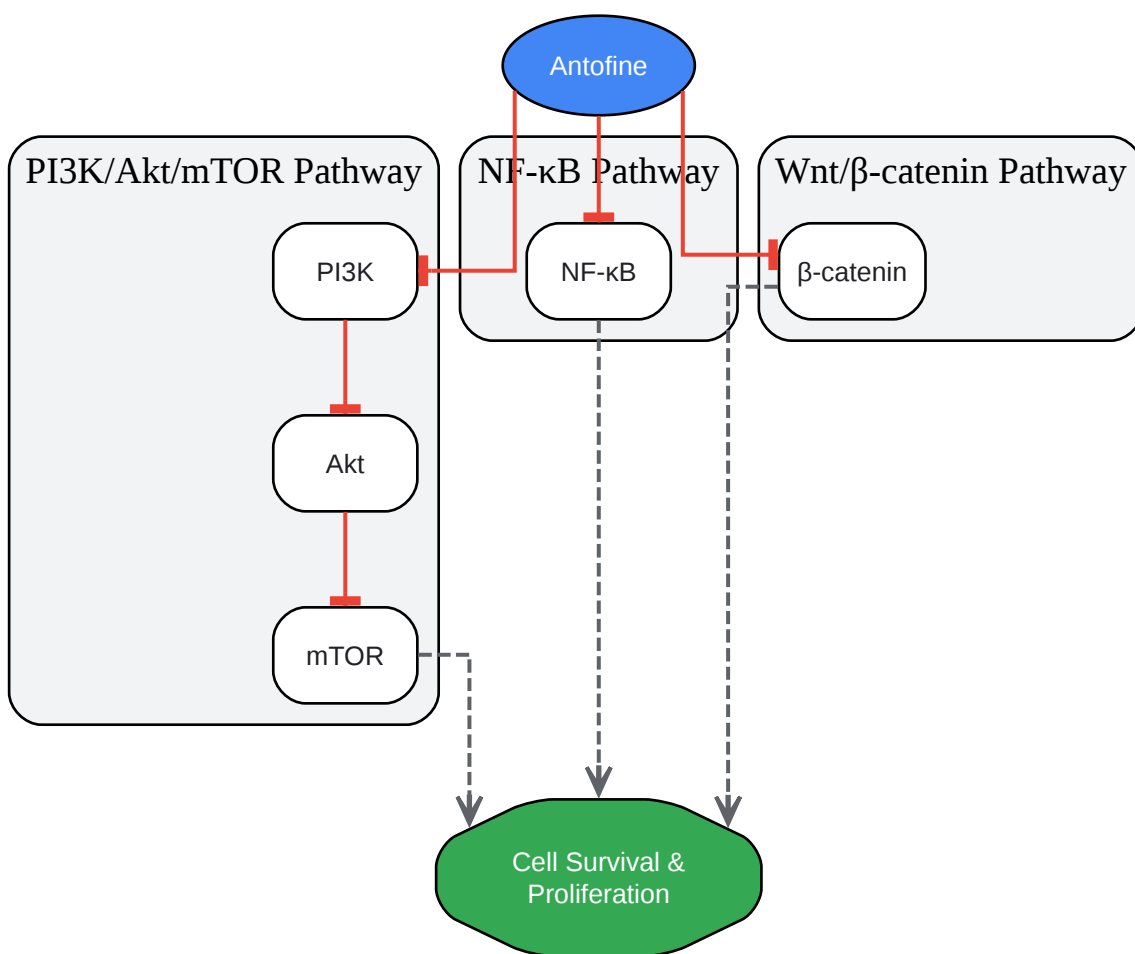 Antofine
PI3K/Akt/mTOR Pathway
NF-κB Pathway
Wnt/β-catenin Pathway
PI3K
NF-κB
β-catenin
Akt
mTOR
Cell Survival &
Proliferation